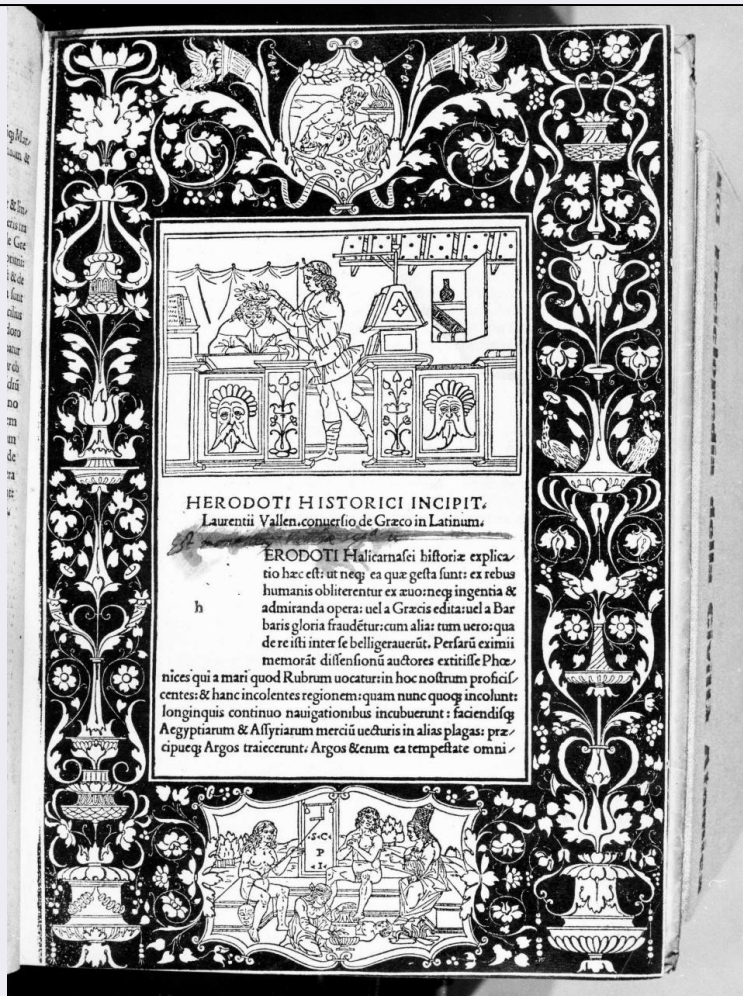 HERODOTI HISTORICI INCIPIT.
Laurentii Vallen. conuersio de Græco in Latinum.
ERODOTI Halicarnasei historiæ explica/
tio hæc est: ut neq; ea quæ gesta sunt: ex rebus
humanis obliterentur ex æuo: neq; ingentia &
h
admiranda opera: uel a Græcis edita: uel a Bar
baris gloria fraudētur: cum alia: tum uero: qua
de re isti inter se belligerauerūt. Persarū eximii
memorāt dissensionū auctores extitisse Phœ/
nices qui a mari quod Rubrum uocatur: in hoc nostrum proficis/
centes: & hanc incolentes regionem: quam nunc quoq; incolunt:
longinquis continuo nauigationibus incubuerunt: faciendisq;
Aegyptiarum & Assyriarum merciū uecturis in alias plagas: præ/
cipueq; Argos traiecerunt. Argos &enum ea tempestate omni/
.S.C.
P
.I.